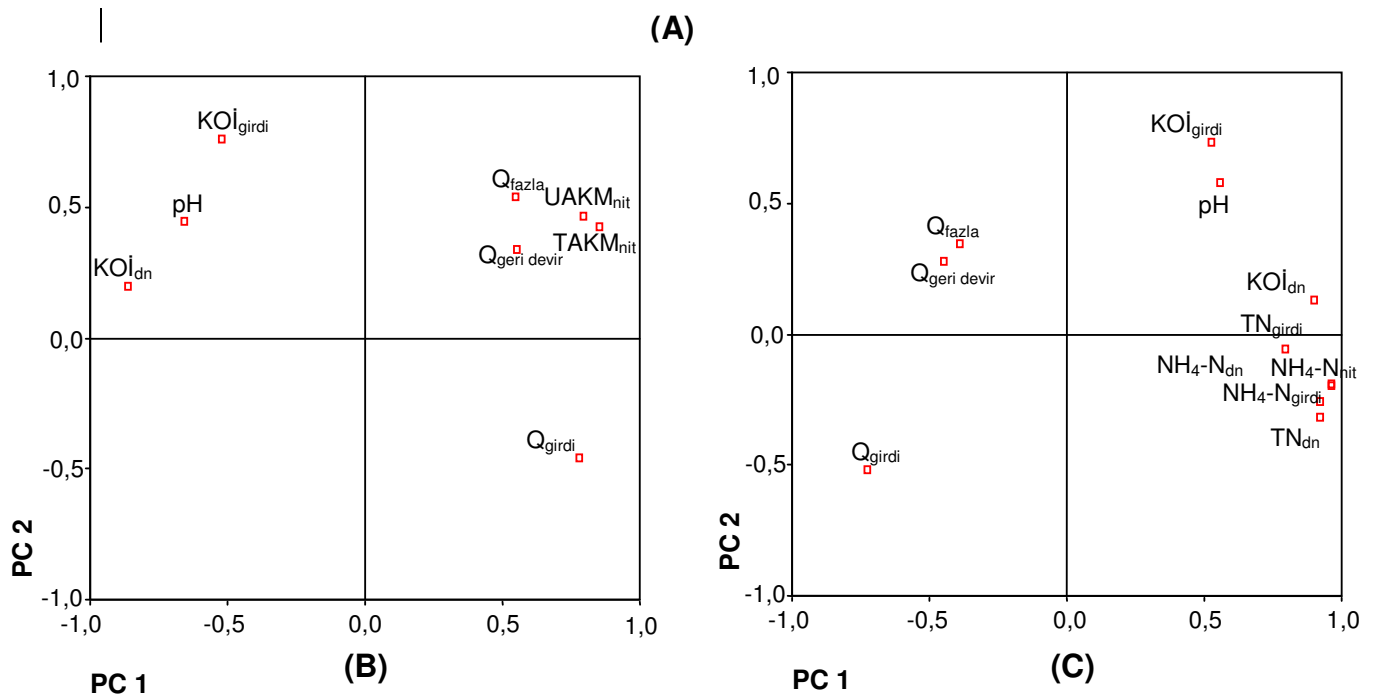 (A)
1,0
KOİgirdi
pH
KOİdn
Qfazla
UAKMnit
TAKMnit
Qgeri devir
0,5
0,0
Qgirdi
-0,5
-1,0
-1,0
-0,5
0,0
0,5
1,0
PC 2
PC 1
(B)
1,0
KOİgirdi
pH
0,5
Qfazla
Qgeri devir
KOİdn
TNgirdi
0,0
NH4-Ndn
NH4-Nnit
NH4-Ngirdi
TNdn
Qgirdi
-0,5
-1,0
-1,0
-0,5
0,0
0,5
1,0
PC 2
PC 1
(C)